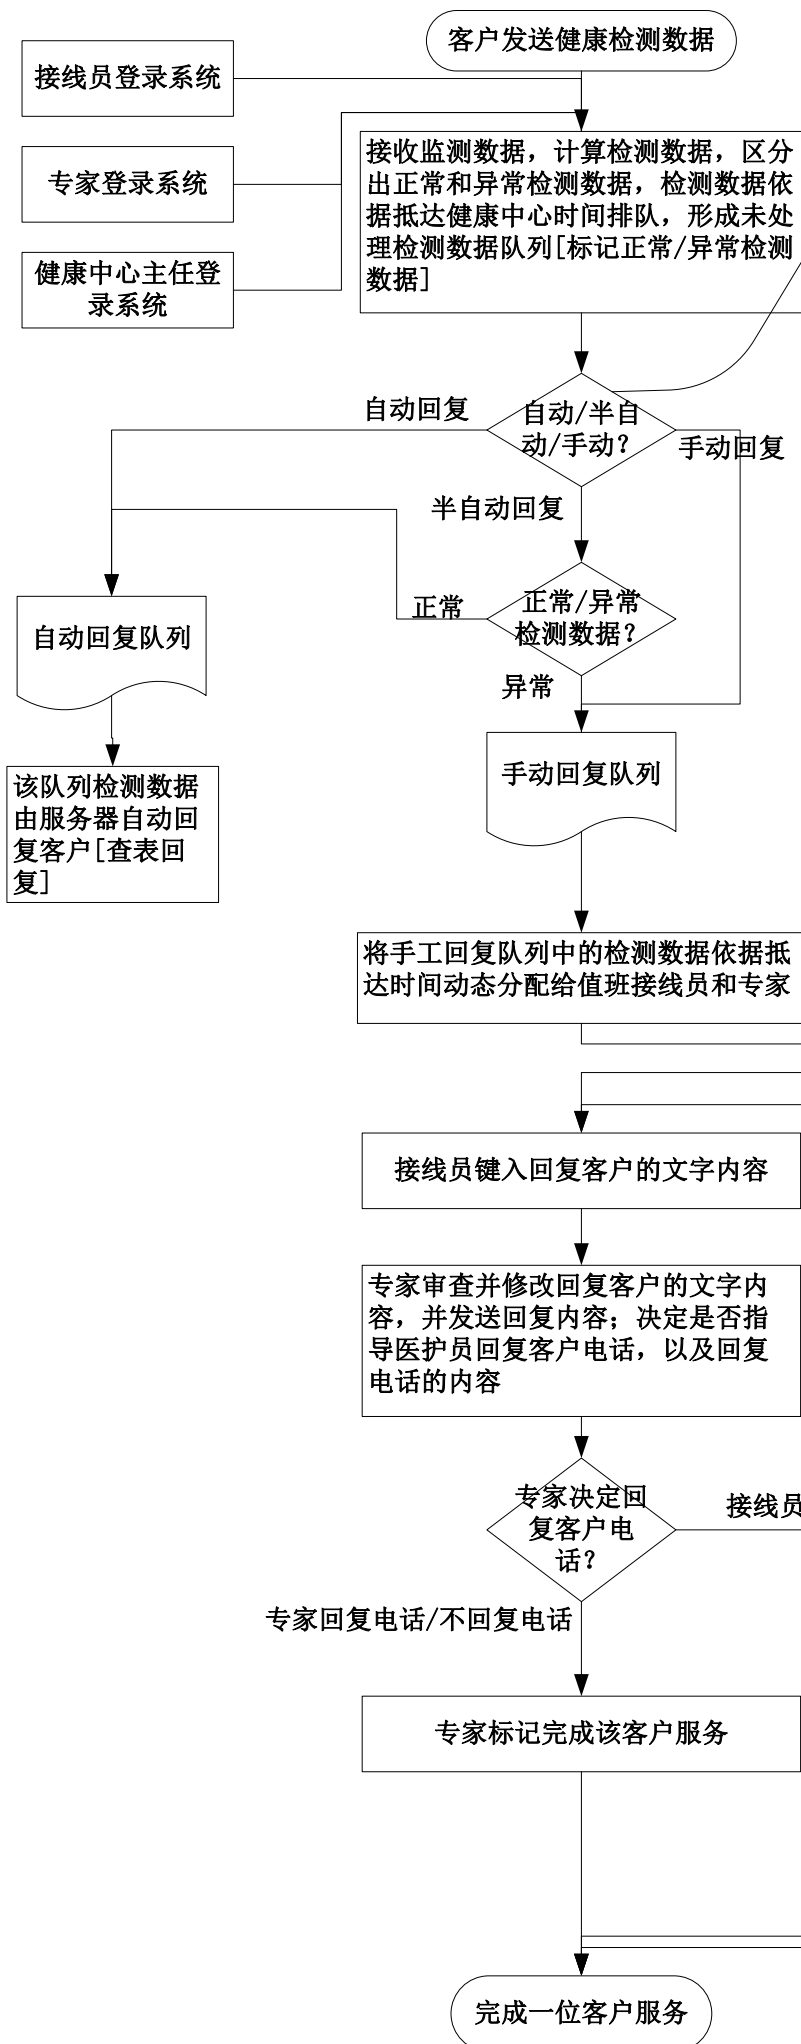 客户发送健康检测数据
接线员登录系统
专家登录系统
健康中心主任登
录系统
接收监测数据，计算检测数据，区分
出正常和异常检测数据，检测数据依
据抵达健康中心时间排队，形成未处
理检测数据队列[标记正常/异常检测
数据]
自动回复
自动/半自
动/手动？
手动回复
半自动回复
正常
正常/异常
检测数据？
异常
自动回复队列
手动回复队列
该队列检测数据
由服务器自动回
复客户[查表回
复]
将手工回复队列中的检测数据依据抵
达时间动态分配给值班接线员和专家
接线员键入回复客户的文字内容
专家审查并修改回复客户的文字内
容，并发送回复内容；决定是否指
导医护员回复客户电话，以及回复
电话的内容
专家决定回
复客户电
话？
接线员
专家回复电话/不回复电话
专家标记完成该客户服务
完成一位客户服务